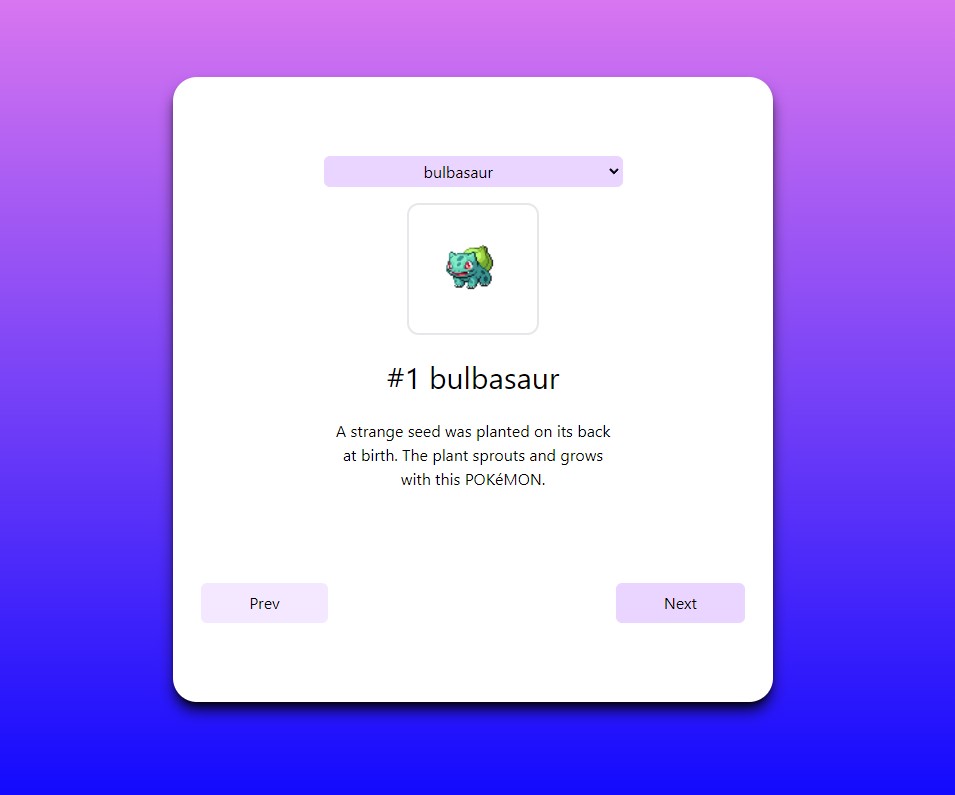 bulbasaur
#1 bulbasaur
A strange seed was planted on its back
at birth. The plant sprouts and grows
with this POKéMON.
Prev
Next